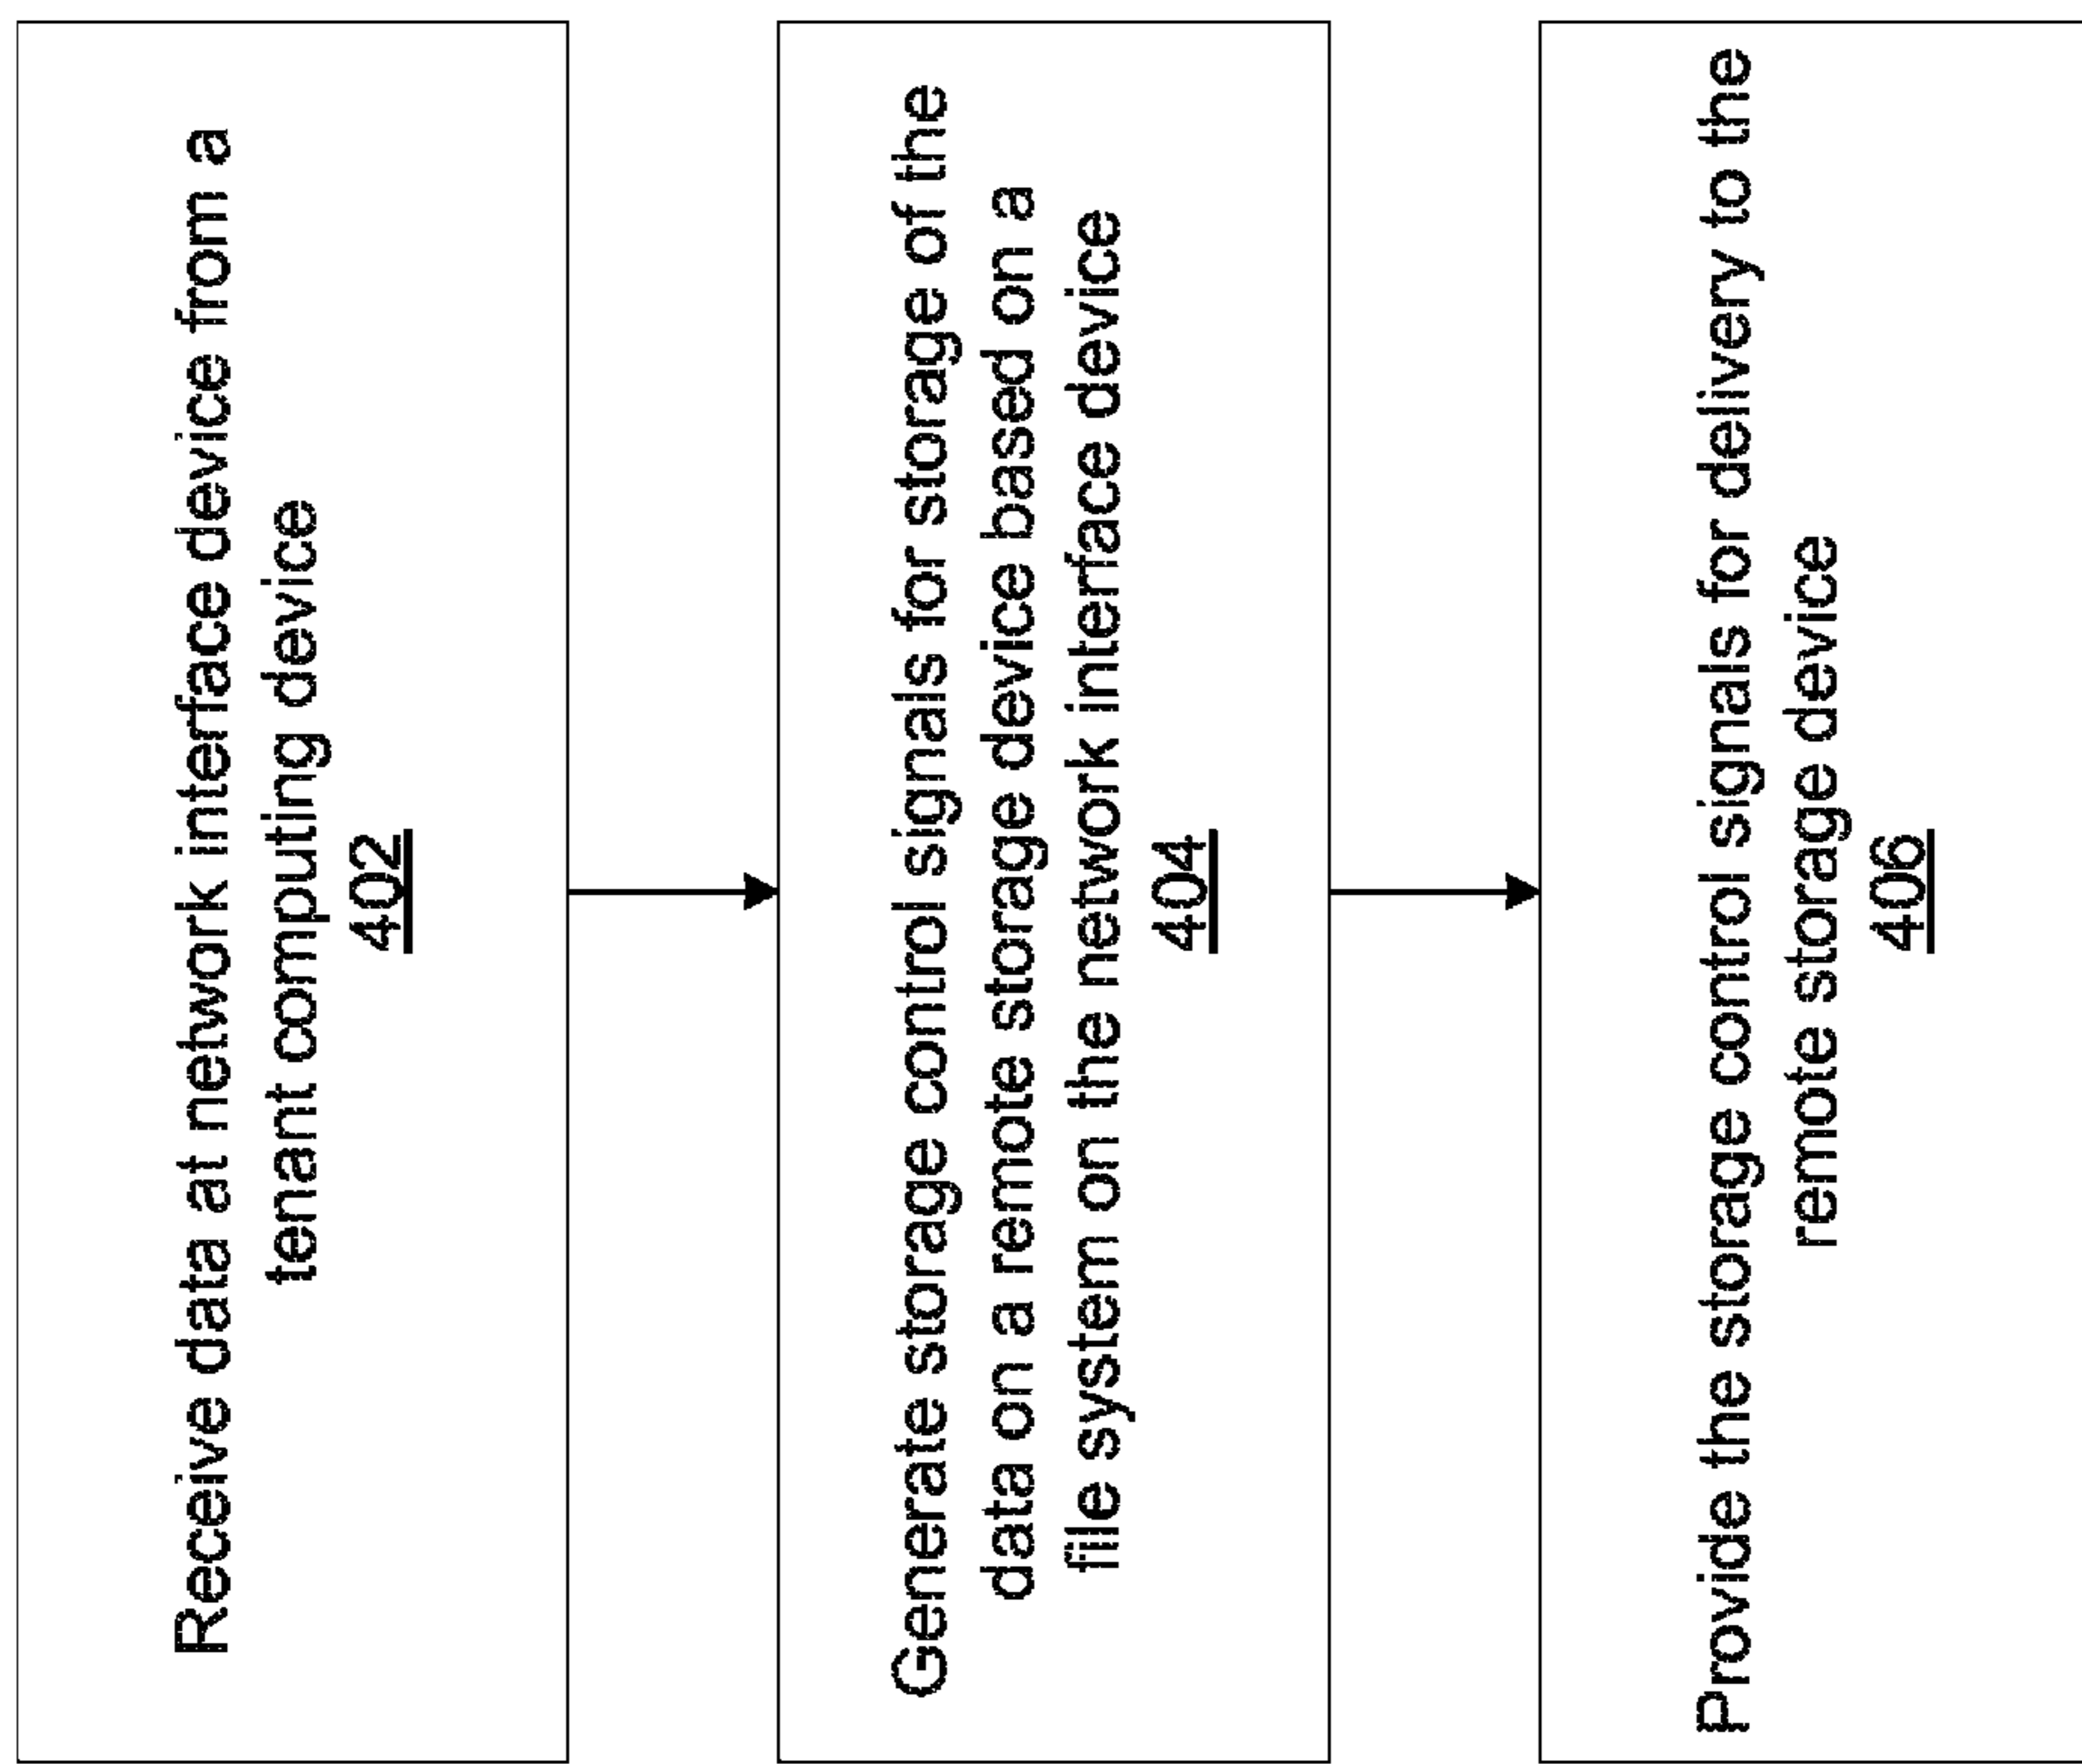 Receive data at network interface device from a
tenant computing device
402
Generate storage control signals for storage of the
data on a remote storage device based on a
file system on the network interface device
404
Provide the storage control signals for delivery to the
remote storage device
406